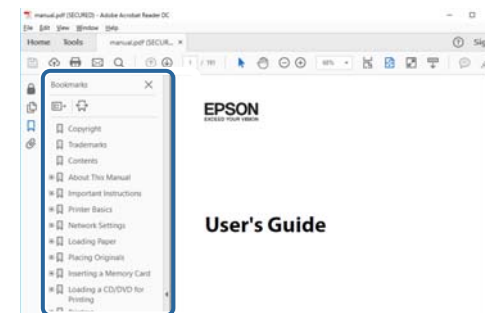 manual.pdf (SECURED) - Adobe Acrobat Reader DC
File Edit View Window Help
Home Tools manual.pdf (SECUR... ×
Bookmarks
Copyright
Trademarks
Contents
About This Manual
Important Instructions
Printer Basics
Network Settings
Loading Paper
Placing Originals
Inserting a Memory Card
Loading a CD/DVD for
Printing
EPSON
EXCEED YOUR VISION
User's Guide